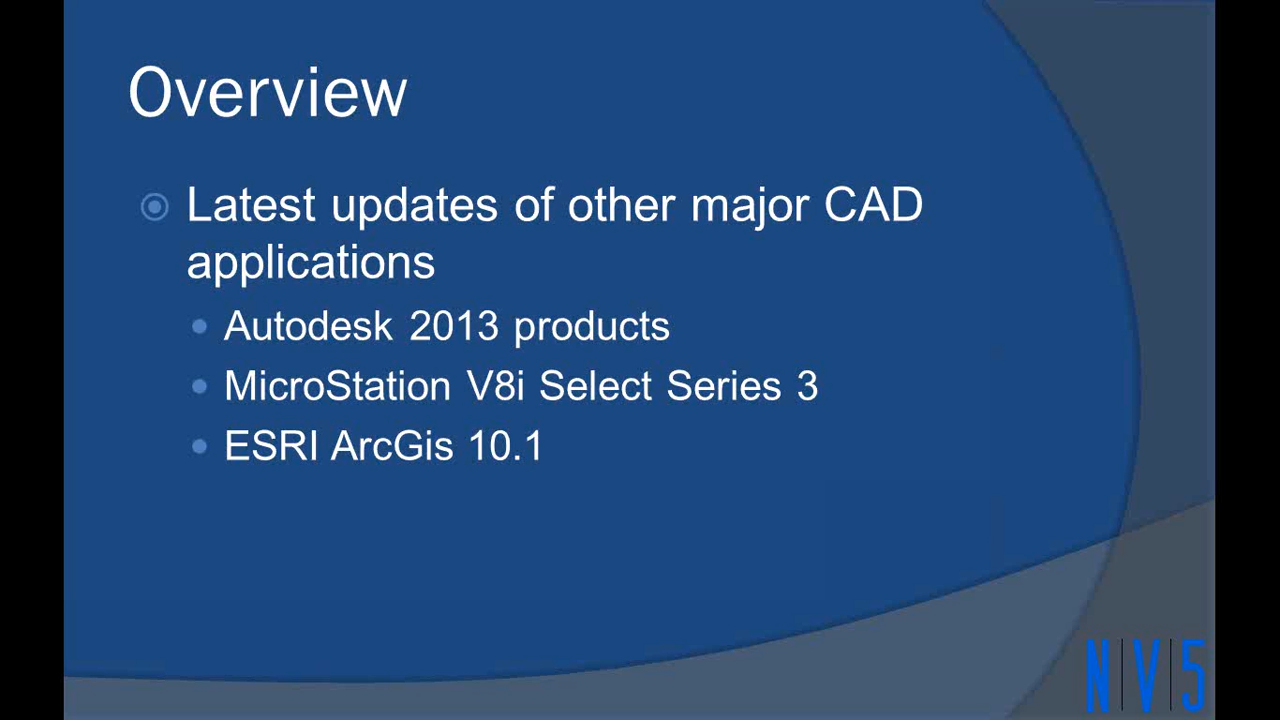 Overview
Latest updates of other major CAD
applications
Autodesk 2013 products
MicroStation V8i Select Series 3
ESRI ArcGis 10.1
N|V|5